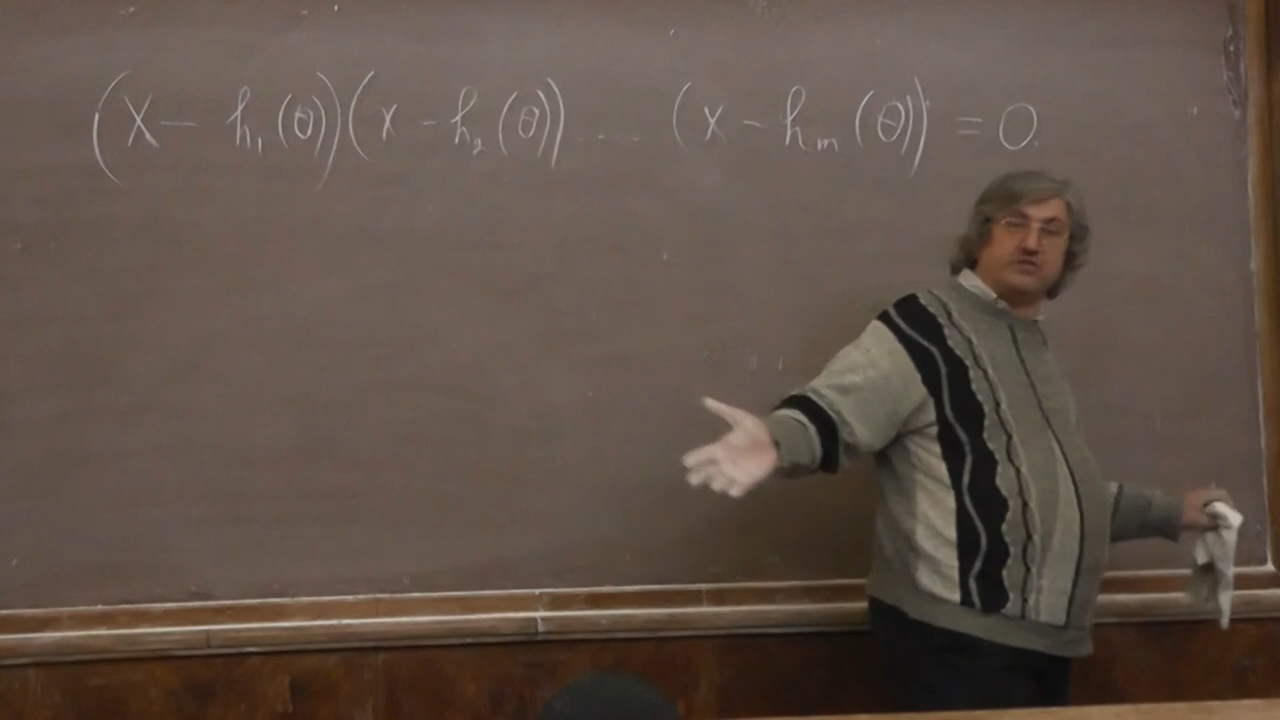 (X − h₁(θ))(x − h₂(θ)) ... (x − hₘ(θ)) = 0